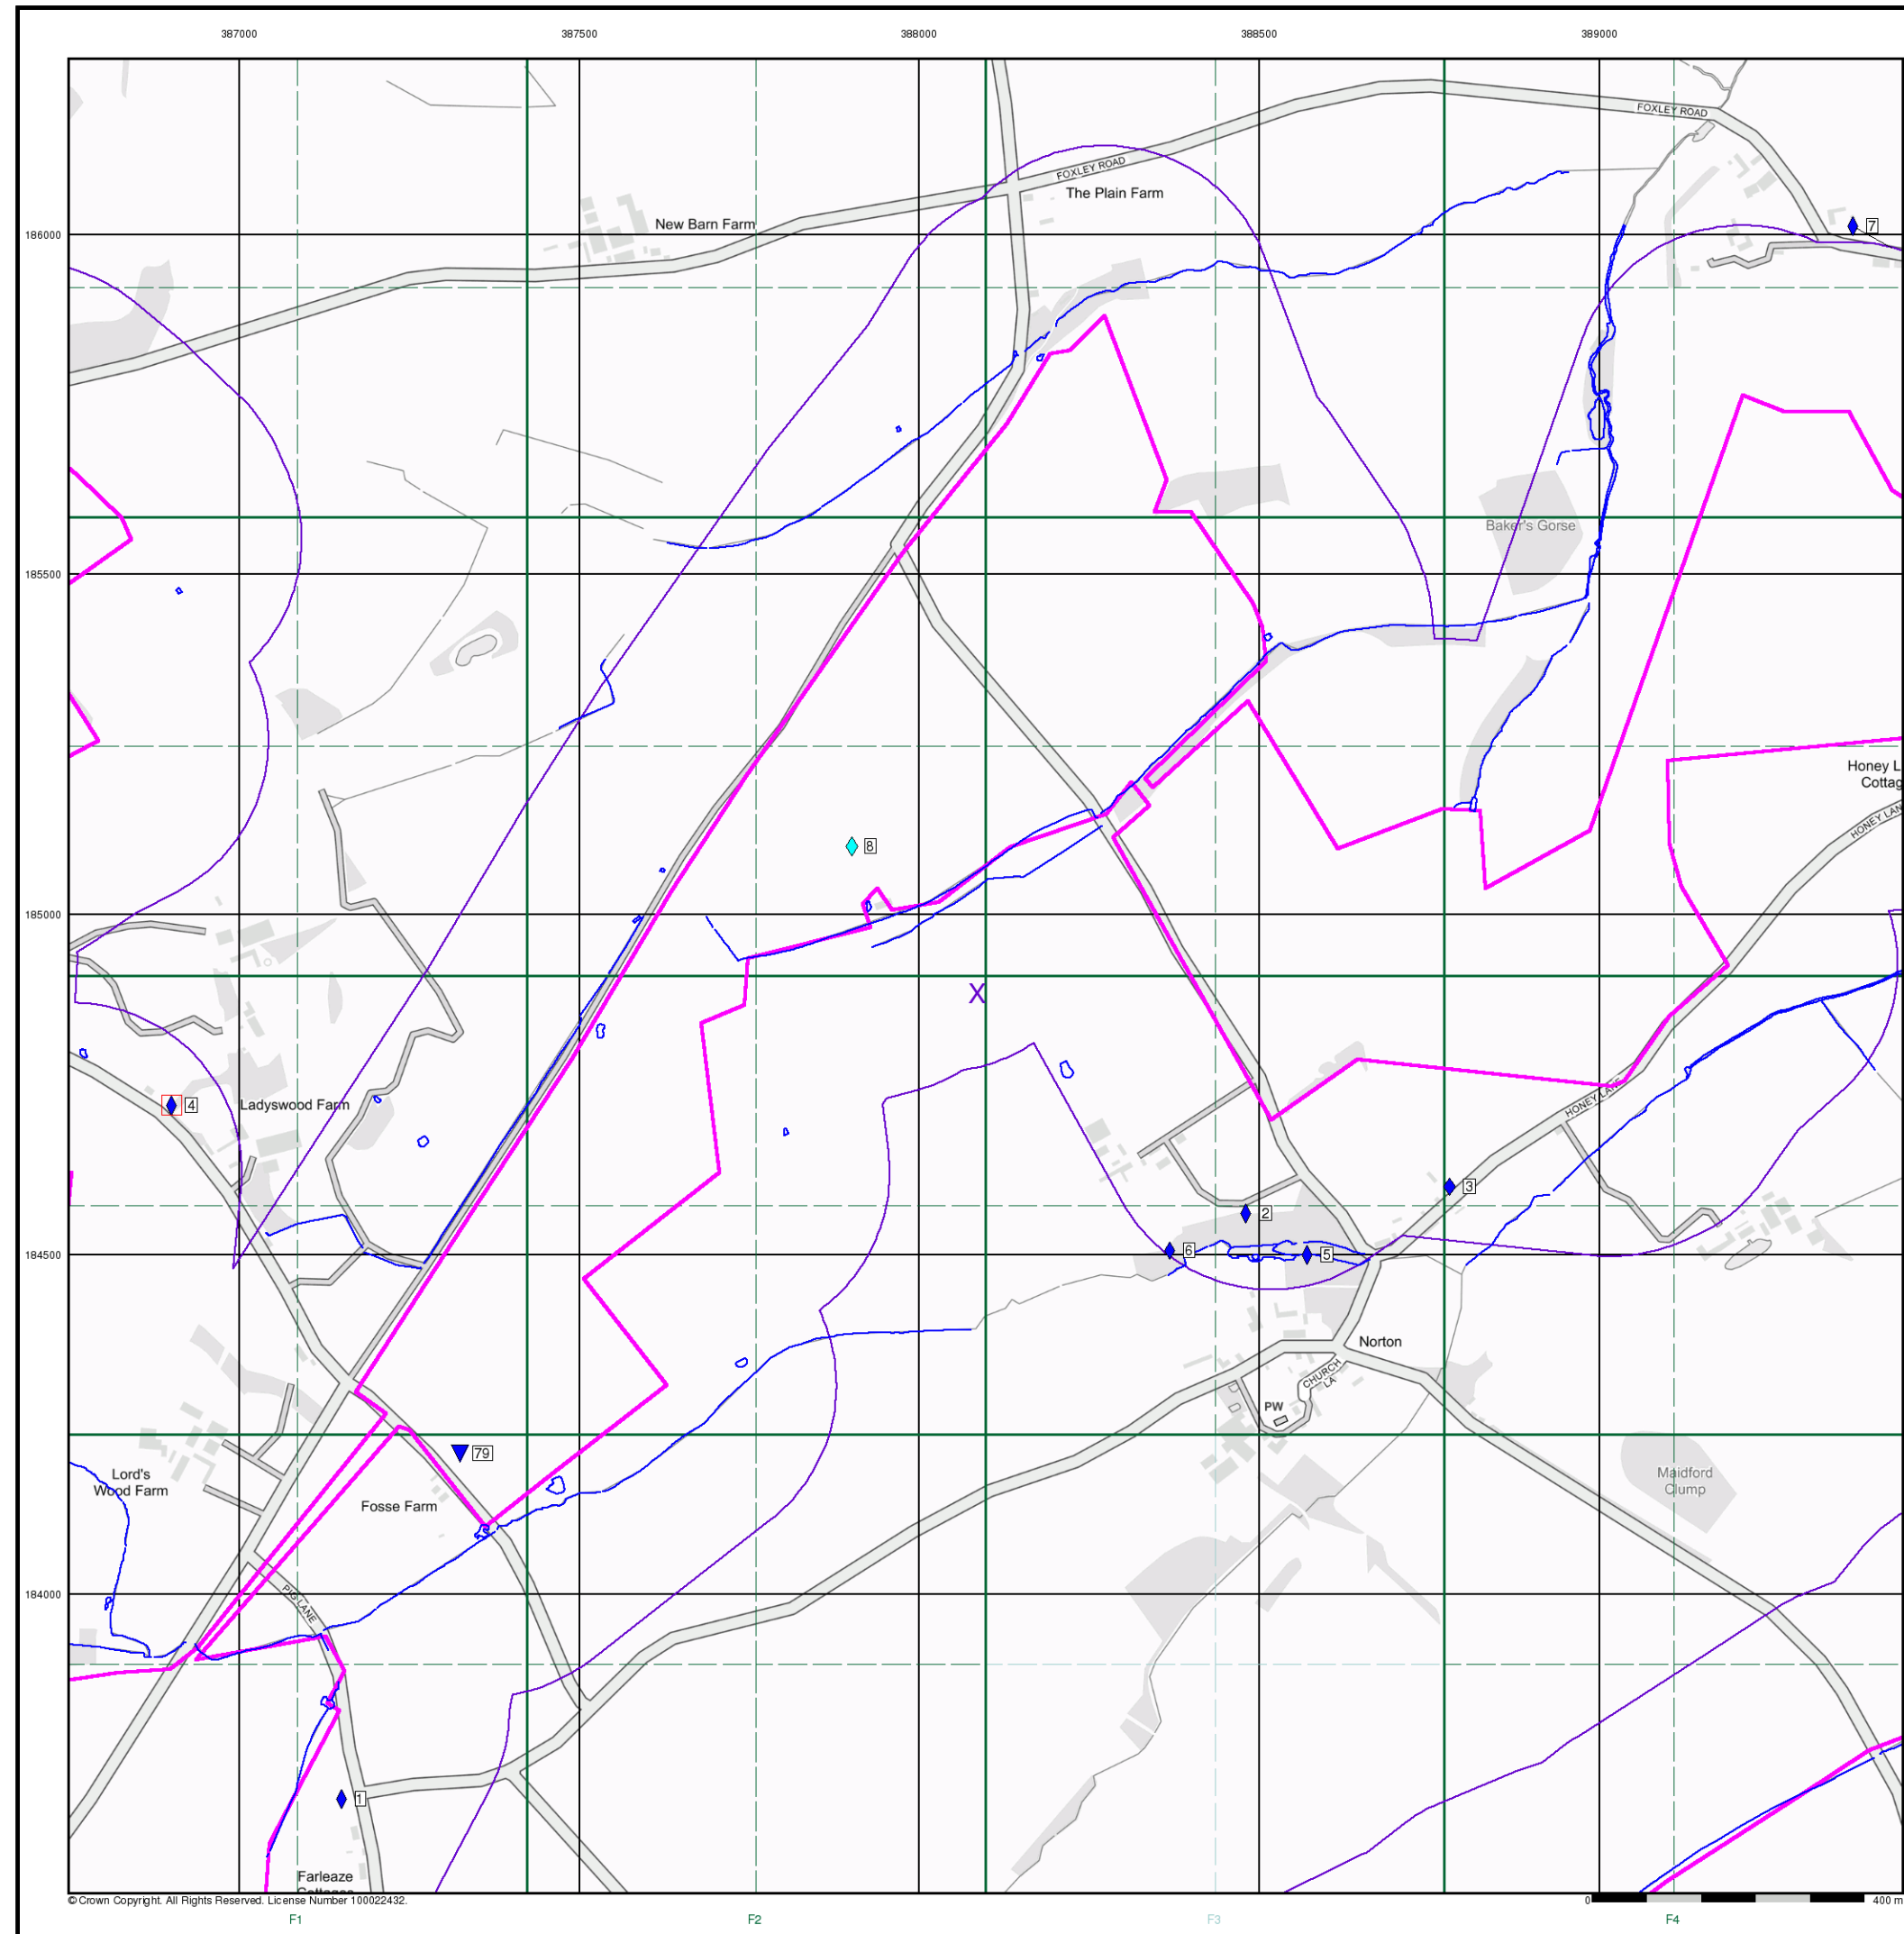 387000 387500 388000 388500 389000
FOXLEY ROAD
FOXLEY ROAD
The Plain Farm
New Barn Farm
7
186000
Baker's Gorse
185500
Honey L
Cottag
HONEY LAN
8
185000
X
4
Ladyswood Farm
HONEY LANE
3
2
6
5
184500
Norton
CHURCH
LA
PW
79
Lord's
Wood Farm
Fosse Farm
Maidford
Clump
184000
PIG LANE
1
Farleaze
© Crown Copyright. All Rights Reserved. License Number 100022432.
0 400 m
F1 F2 F3 F4